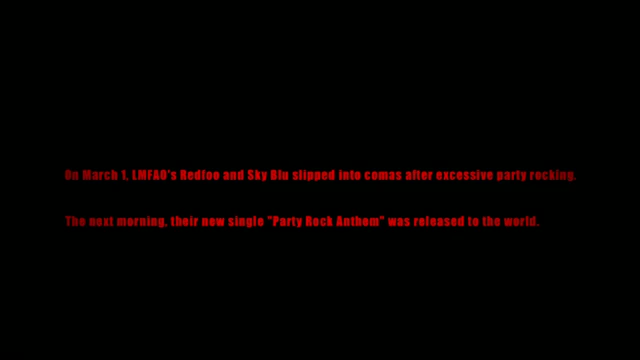 On March 1, LMFAO's Redfoo and Sky Blu slipped into comas after excessive party rocking.
The next morning, their new single "Party Rock Anthem" was released to the world.